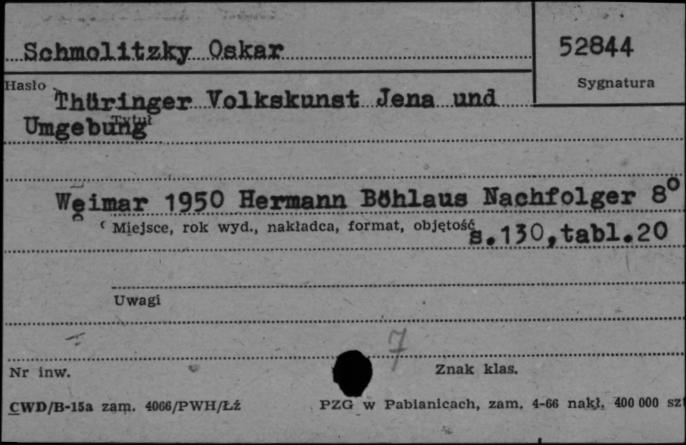 Schmolitzky Oskar
52844
Hasło
Sygnatura
Thüringer Volkskunst Jena und
Umgebung
Tytuł
Weimar 1950 Hermann Böhlaus Nachfolger 8°
Miejsce, rok wyd., nakładca, format, objętość
s.130,tabl.20
Uwagi
7
Nr inw.
Znak klas.
CWD/B-15a zam. 4066/PWH/Łź
PZG w Pabianicach, zam. 4-66 nakł. 400 000 szt